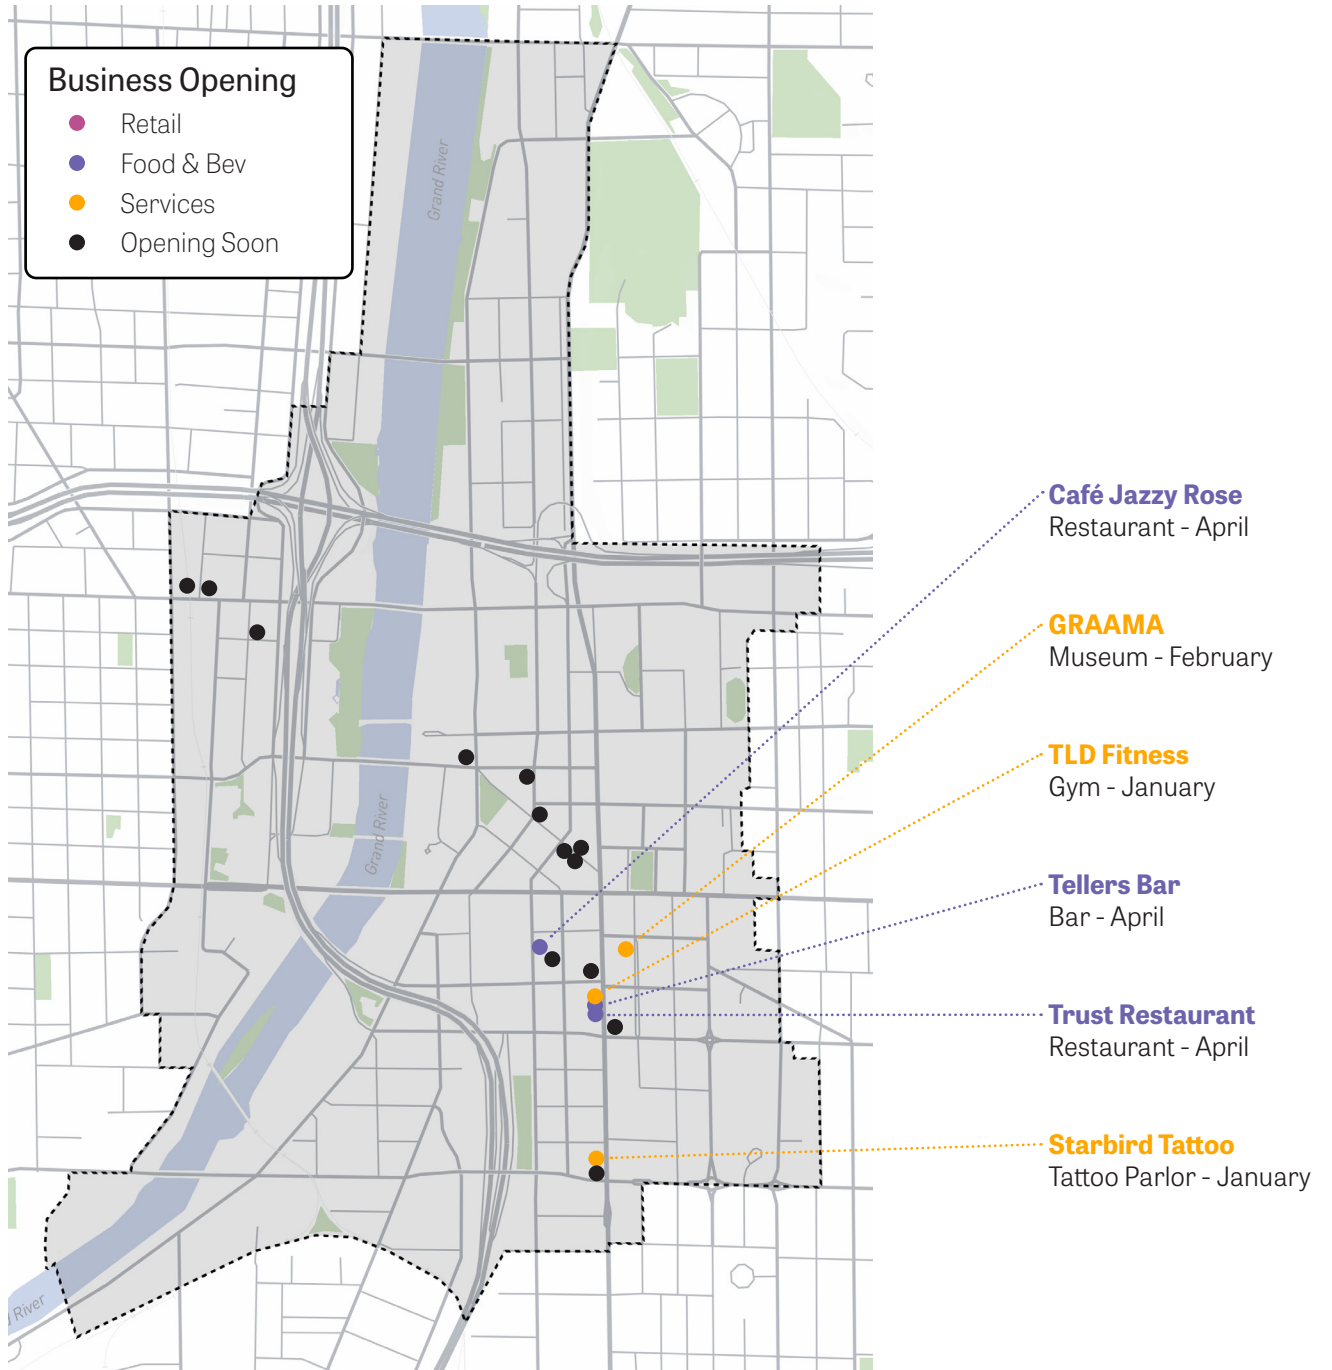 Business Opening
Retail
Food & Bev
Services
Opening Soon
Grand River
Grand River
River
Café Jazzy Rose
Restaurant - April
GRAAMA
Museum - February
TLD Fitness
Gym - January
Tellers Bar
Bar - April
Trust Restaurant
Restaurant - April
Starbird Tattoo
Tattoo Parlor - January